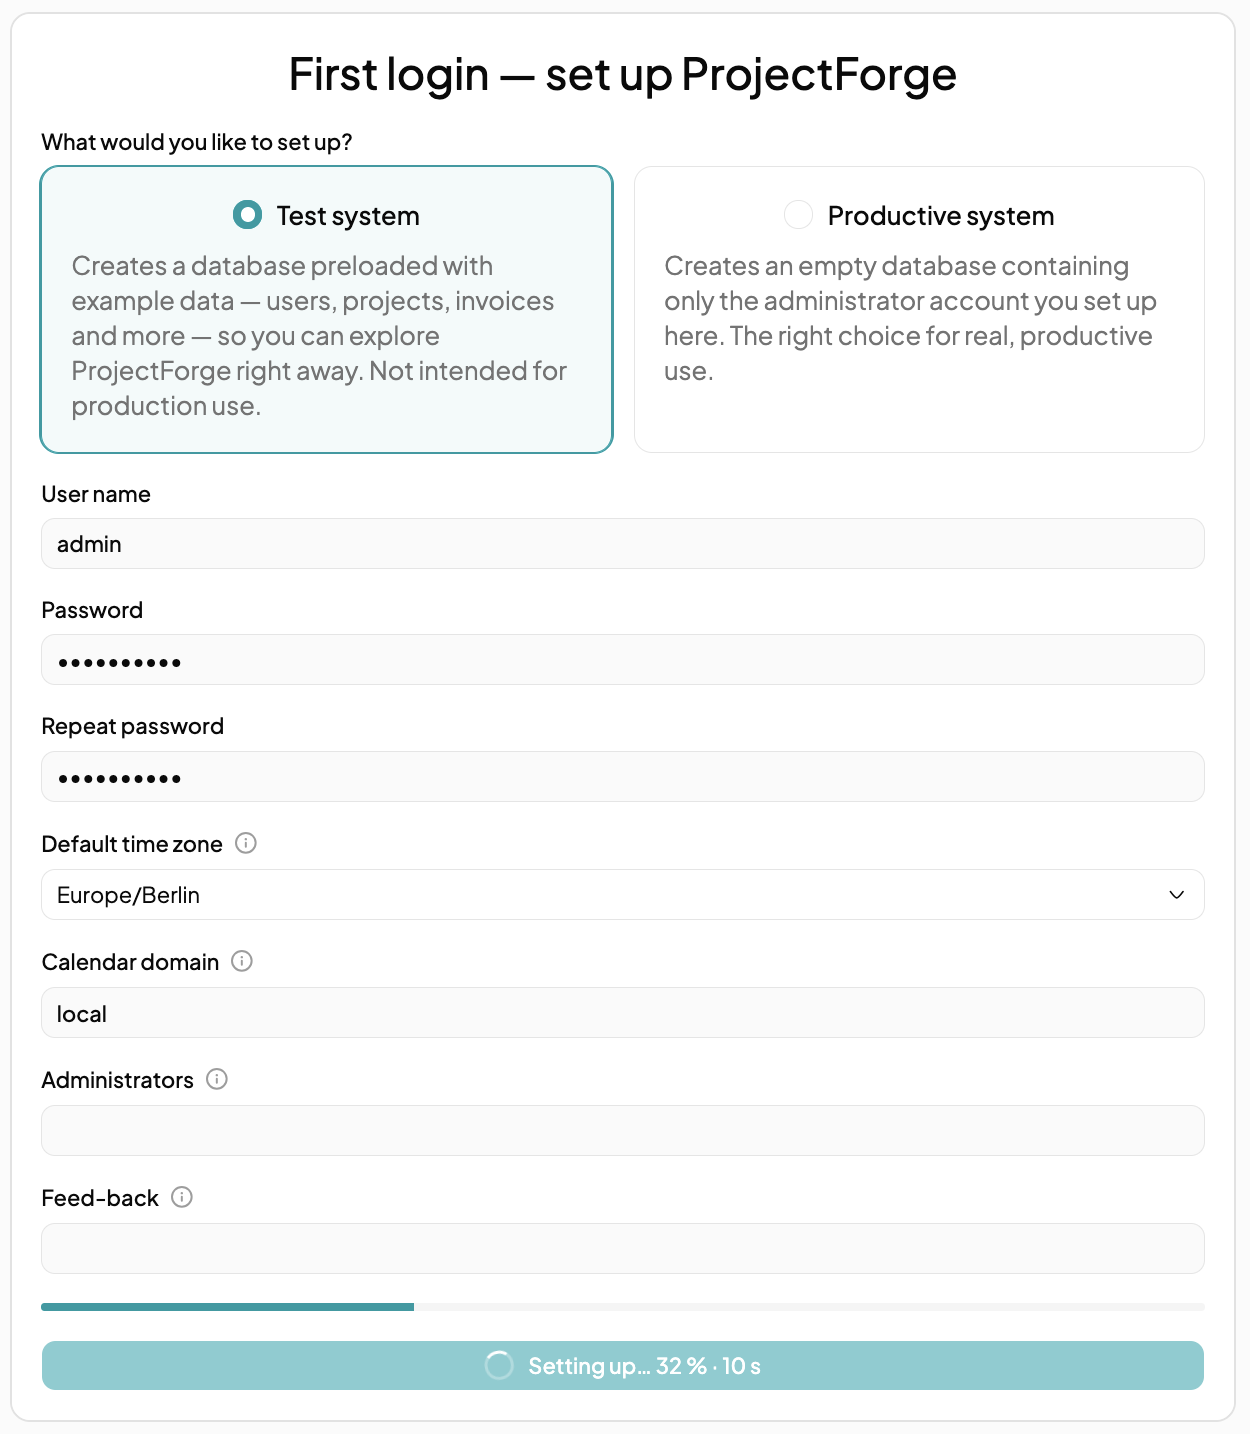 First login — set up ProjectForge
What would you like to set up?
Test system
Creates a database preloaded with
example data — users, projects, invoices
and more — so you can explore
ProjectForge right away. Not intended for
production use.
Productive system
Creates an empty database containing
only the administrator account you set up
here. The right choice for real, productive
use.
User name
admin
Password
••••••••••
Repeat password
••••••••••
Default time zone
Europe/Berlin
Calendar domain
local
Administrators
Feed-back
Setting up... 32 % · 10 s